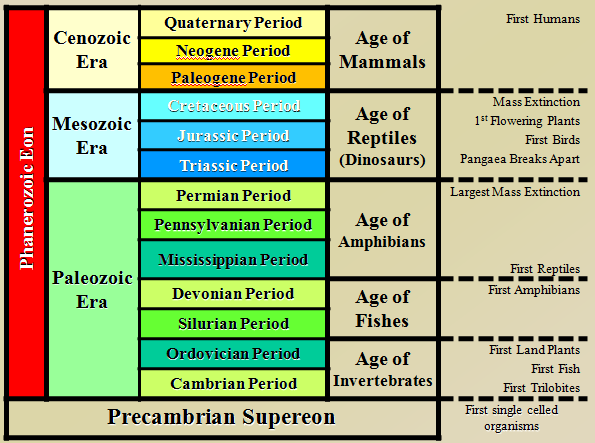 Phanerozoic Eon
Cenozoic
Era
Quaternary Period
Neogene Period
Paleogene Period
Age of
Mammals
First Humans
Mesozoic
Era
Cretaceous Period
Jurassic Period
Triassic Period
Age of
Reptiles
(Dinosaurs)
Mass Extinction
1st Flowering Plants
First Birds
Pangaea Breaks Apart
Paleozoic
Era
Permian Period
Pennsylvanian Period
Mississippian Period
Devonian Period
Silurian Period
Ordovician Period
Cambrian Period
Age of
Amphibians
Largest Mass Extinction
First Reptiles
Age of
Fishes
First Amphibians
Age of
Invertebrates
First Land Plants
First Fish
First Trilobites
Precambrian Supereon
First single celled
organisms